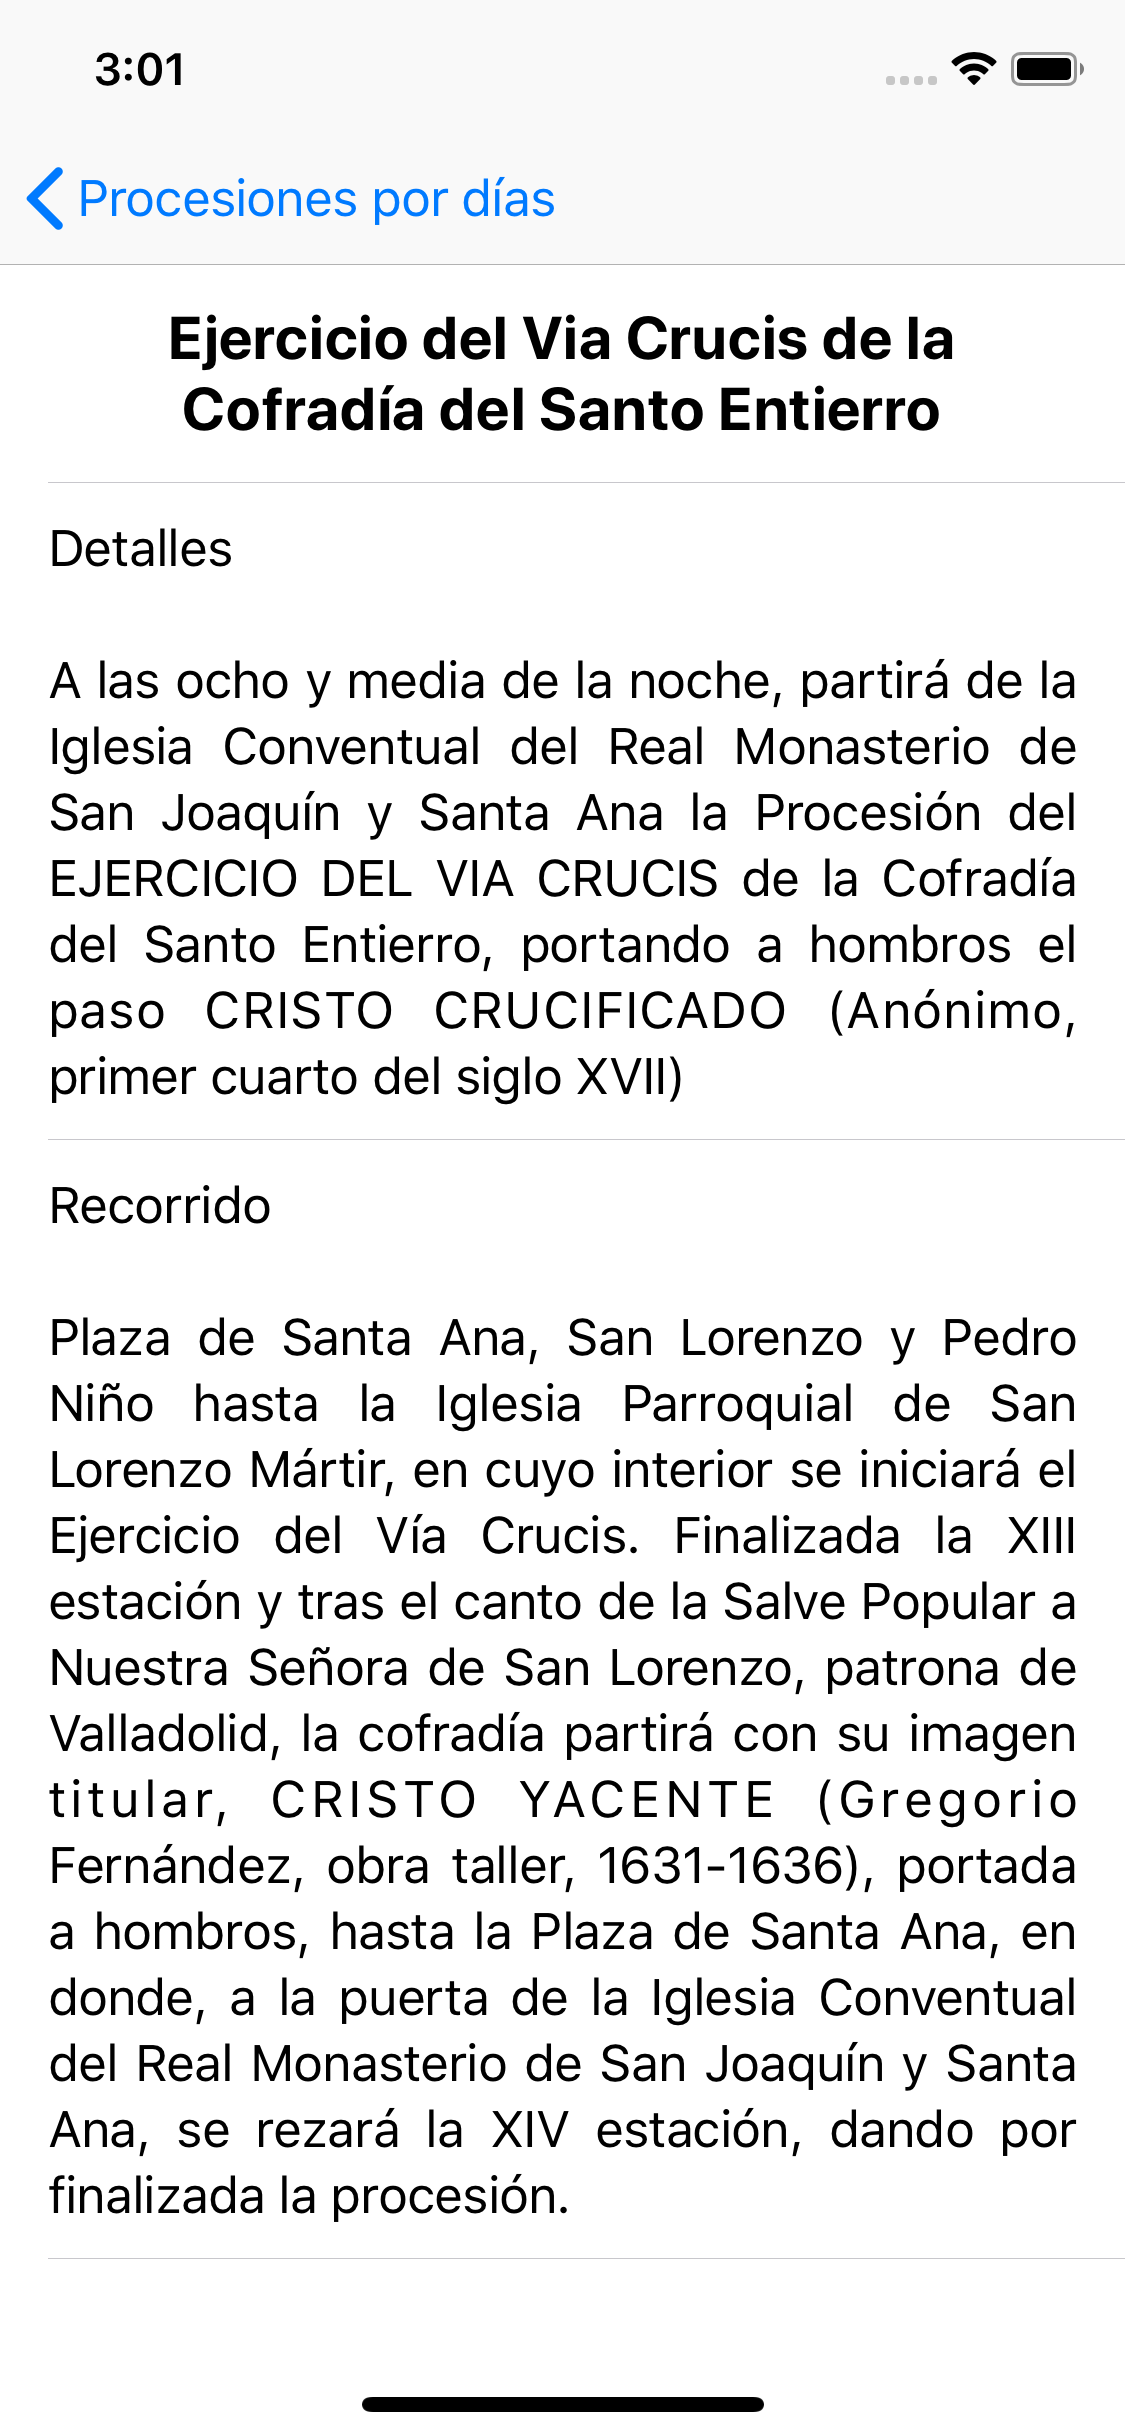 3:01
Procesiones por días
Ejercicio del Via Crucis de la
Cofradía del Santo Entierro
Detalles
A las ocho y media de la noche, partirá de la
Iglesia Conventual del Real Monasterio de
San Joaquín y Santa Ana la Procesión del
EJERCICIO DEL VIA CRUCIS de la Cofradía
del Santo Entierro, portando a hombros el
paso CRISTO CRUCIFICADO (Anónimo,
primer cuarto del siglo XVII)
Recorrido
Plaza de Santa Ana, San Lorenzo y Pedro
Niño hasta la Iglesia Parroquial de San
Lorenzo Mártir, en cuyo interior se iniciará el
Ejercicio del Vía Crucis. Finalizada la XIII
estación y tras el canto de la Salve Popular a
Nuestra Señora de San Lorenzo, patrona de
Valladolid, la cofradía partirá con su imagen
titular, CRISTO YACENTE (Gregorio
Fernández, obra taller, 1631-1636), portada
a hombros, hasta la Plaza de Santa Ana, en
donde, a la puerta de la Iglesia Conventual
del Real Monasterio de San Joaquín y Santa
Ana, se rezará la XIV estación, dando por
finalizada la procesión.